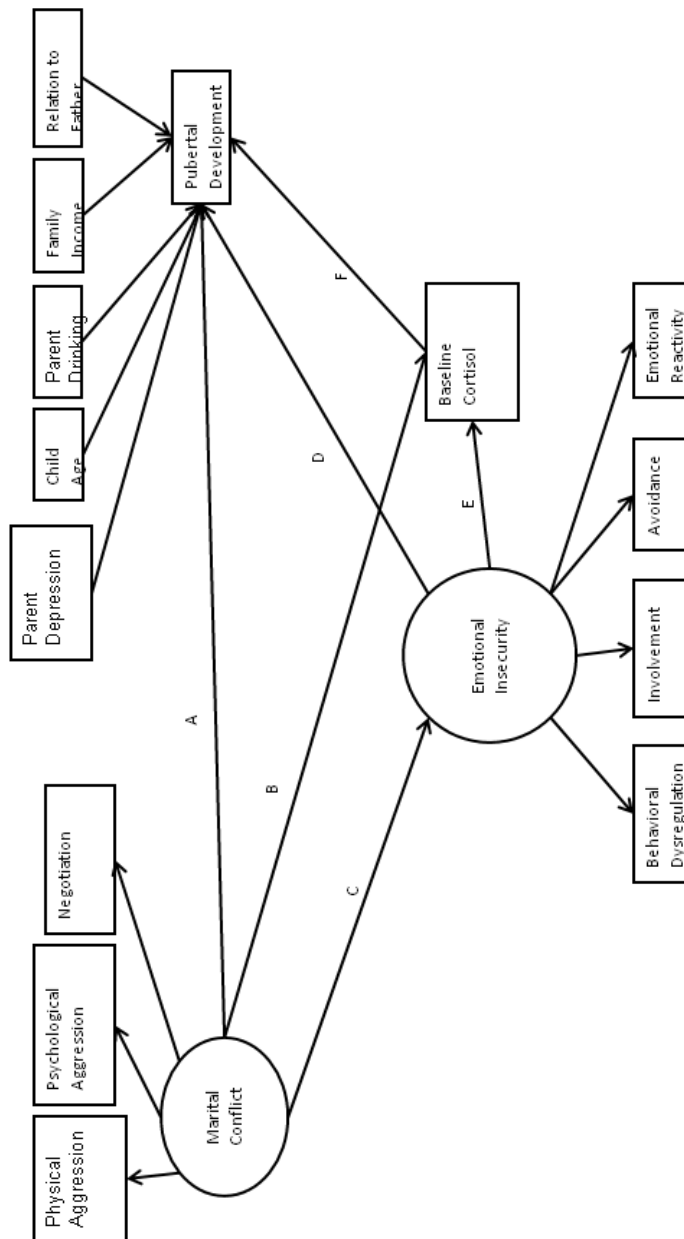 Physical
Aggression
Psychological
Aggression
Negotiation
Parent
Depression
Child
Age
Parent
Drinking
Family
Income
Relation to
Father
Marital
Conflict
A
Pubertal
Development
B
C
D
F
Emotional
Insecurity
E
Baseline
Cortisol
Behavioral
Dysregulation
Involvement
Avoidance
Emotional
Reactivity